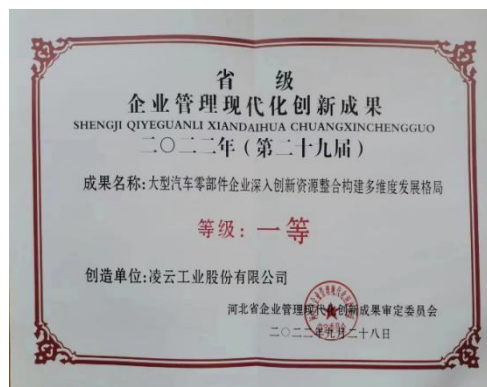 省 级
企业管理现代化创新成果
SHENGJI QIYEGUANLI XIANDAIHUA CHUANGXINCHENGGUO
二〇二二年(第二十九届)
成果名称:大型汽车零部件企业深入创新资源整合构建多维度发展格局
等级:一等
创造单位:凌云工业股份有限公司
河北省企业管理现代化创新成果审定委员会
二〇二二年九月二十八日